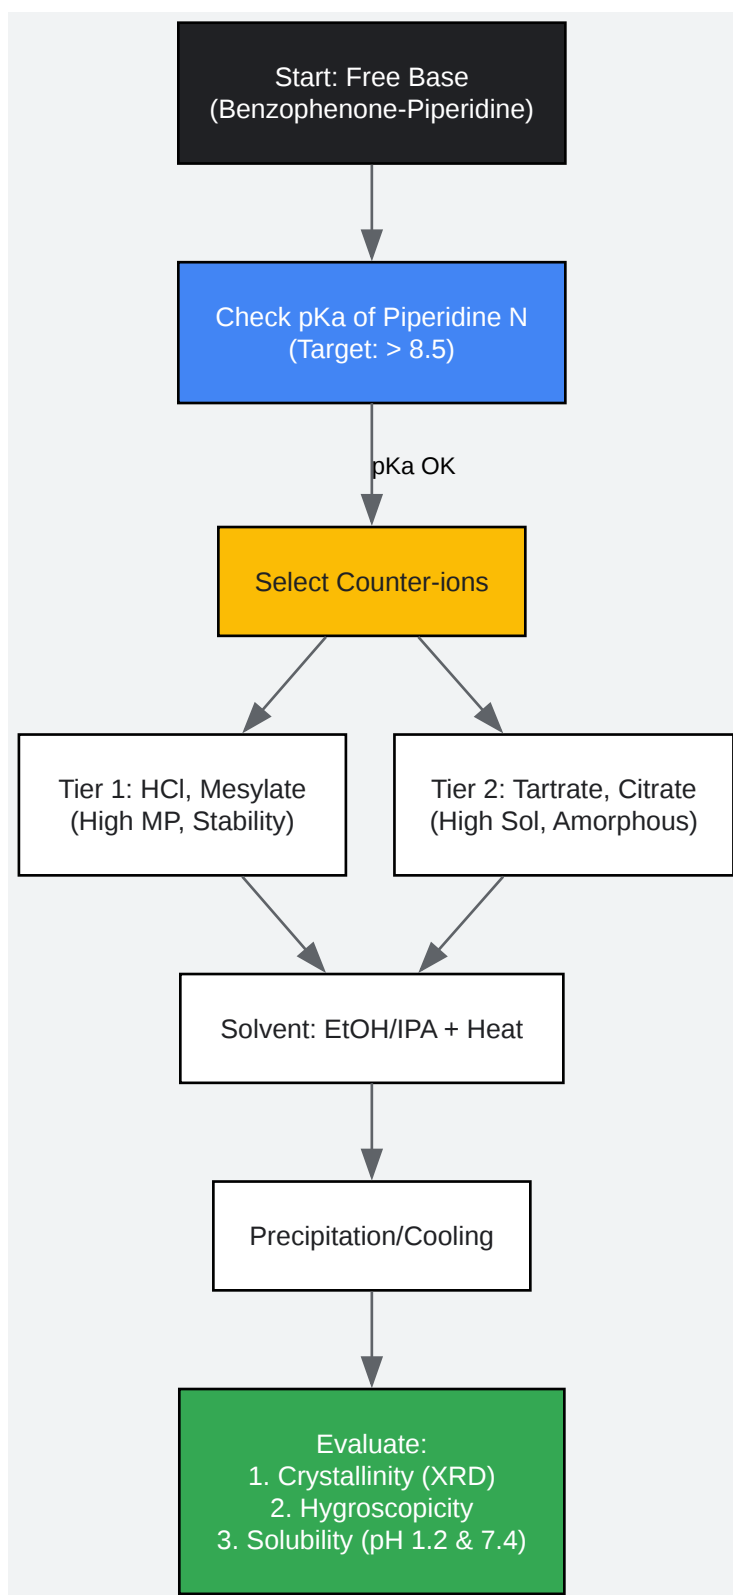 Start: Free Base
(Benzophenone-Piperidine)
Check pKa of Piperidine N
(Target: > 8.5)
pKa OK
Select Counter-ions
Tier 1: HCl, Mesylate
(High MP, Stability)
Tier 2: Tartrate, Citrate
(High Sol, Amorphous)
Solvent: EtOH/IPA + Heat
Precipitation/Cooling
Evaluate:
1. Crystallinity (XRD)
2. Hygroscopicity
3. Solubility (pH 1.2 & 7.4)